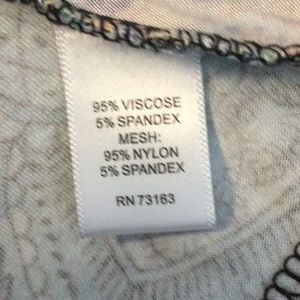 95% VISCOSE
5% SPANDEX
MESH:
95% NYLON
5% SPANDEX
RN 73163